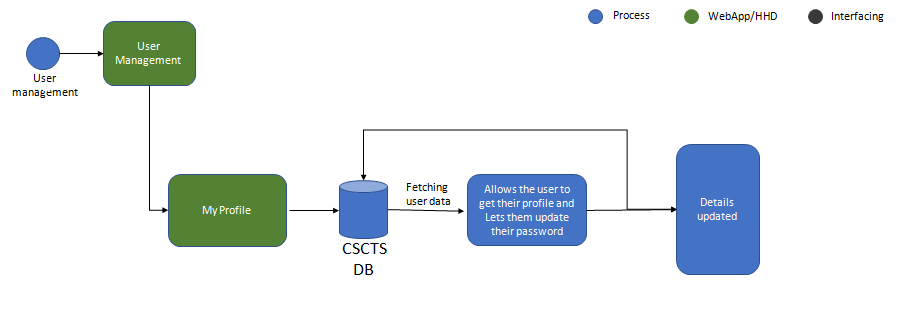 Process
WebApp/HHD
Interfacing
User
Management
User
management
My Profile
Fetching
user data
Allows the user to
get their profile and
Lets them update
their password
Details
updated
CSCTS
DB